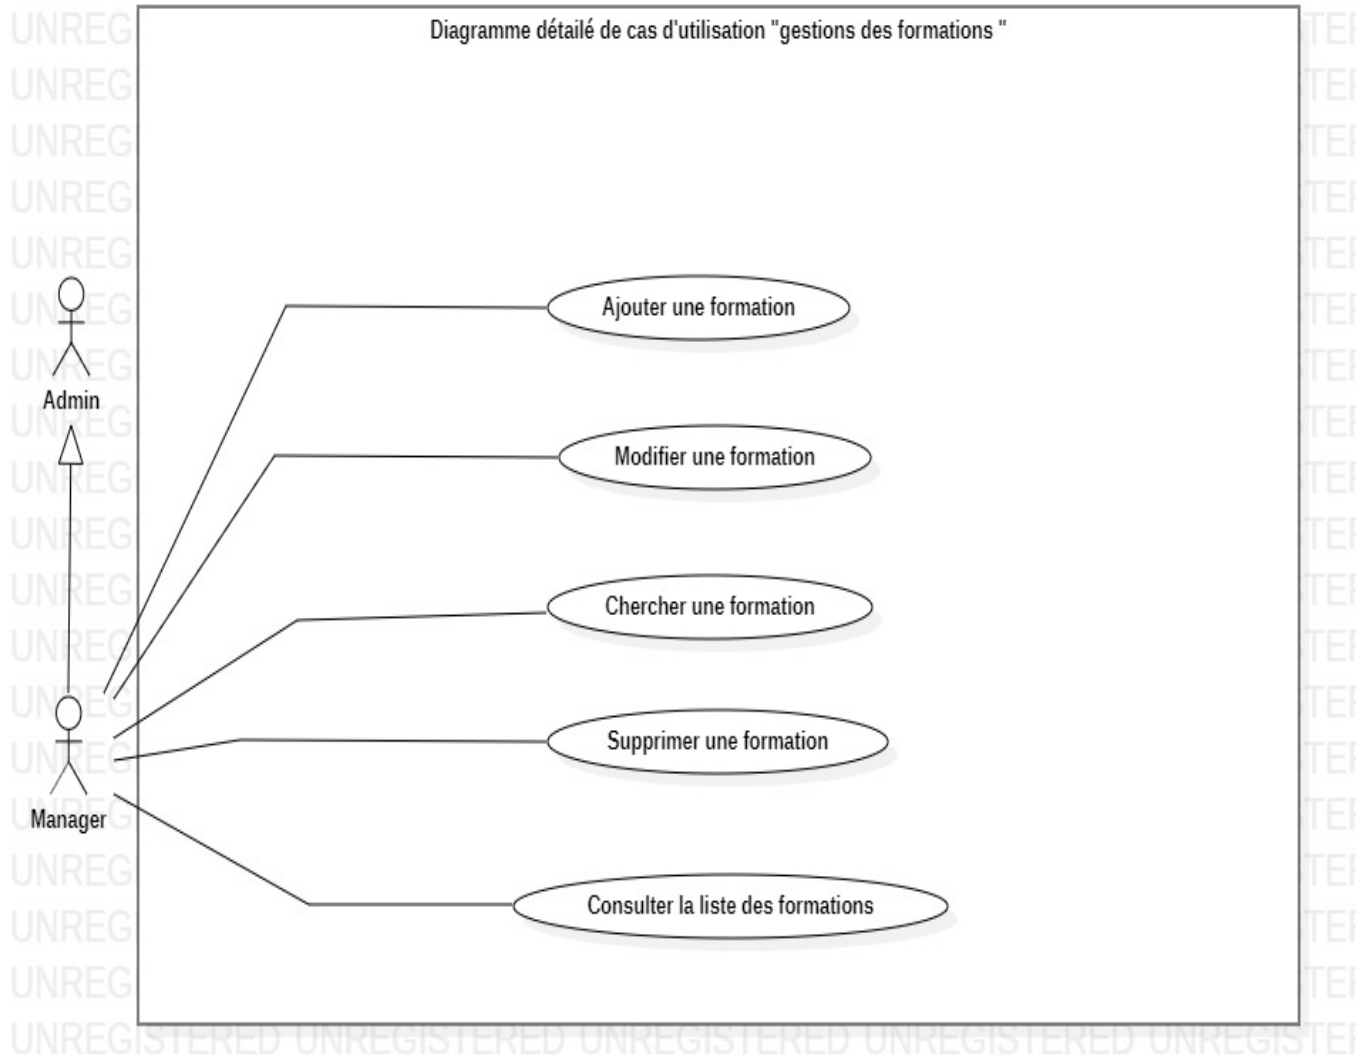 Diagramme détailé de cas d'utilisation "gestions des formations "
Ajouter une formation
Admin
Modifier une formation
Chercher une formation
Supprimer une formation
Manager
Consulter la liste des formations
UNREGISTERED UNREGISTERED UNREGISTERED UNREGISTERED UNREGISTE